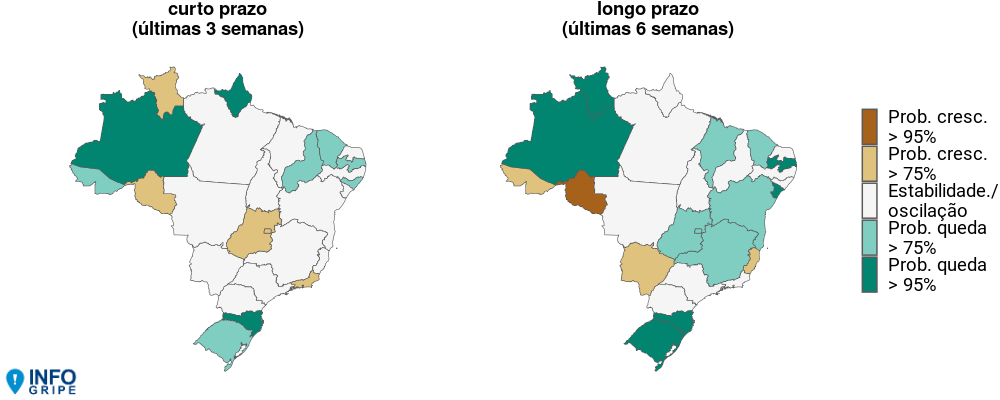 curto prazo
(últimas 3 semanas)
longo prazo
(últimas 6 semanas)
Prob. cresc.
> 95%
Prob. cresc.
> 75%
Estabilidade./
oscilação
Prob. queda
> 75%
Prob. queda
> 95%
INFO
GRIPE